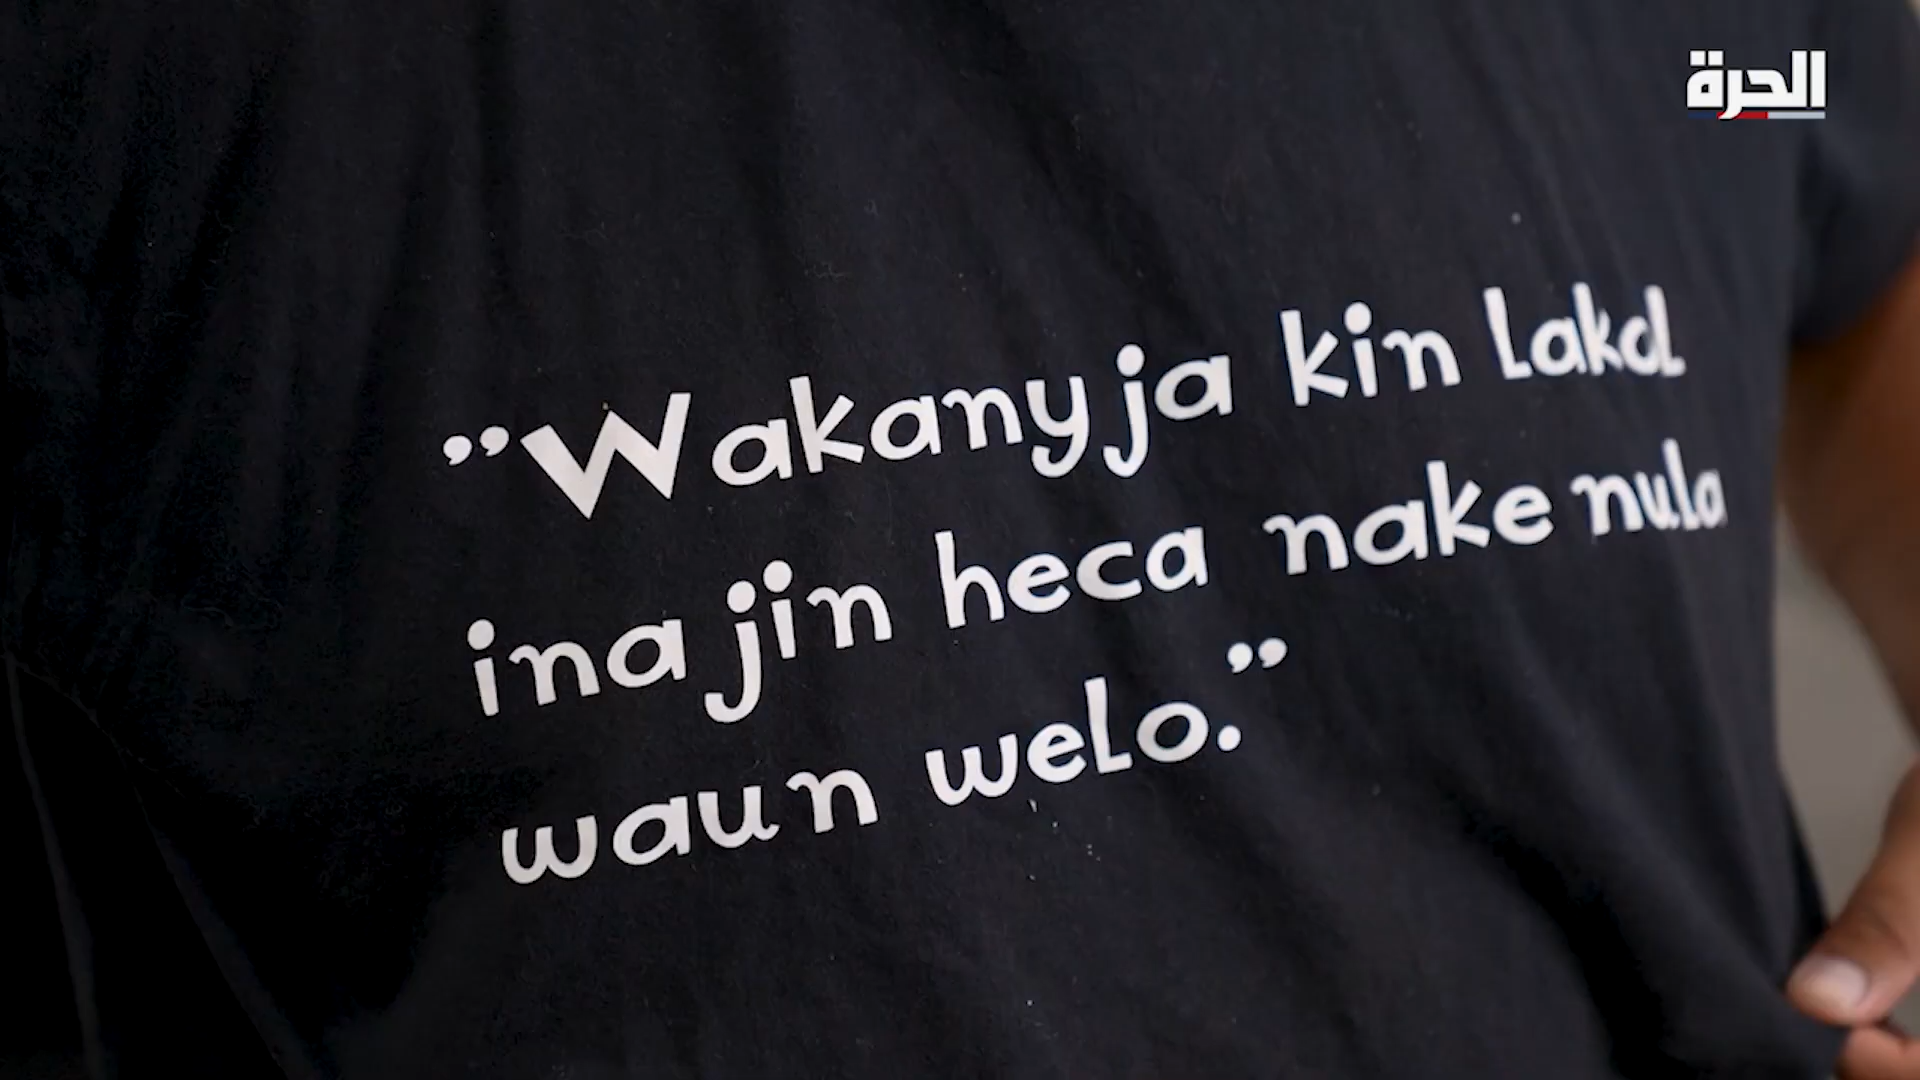 الحرة
”Wakanyja kin Lakol
inajin heca nake nula
waun welo.”